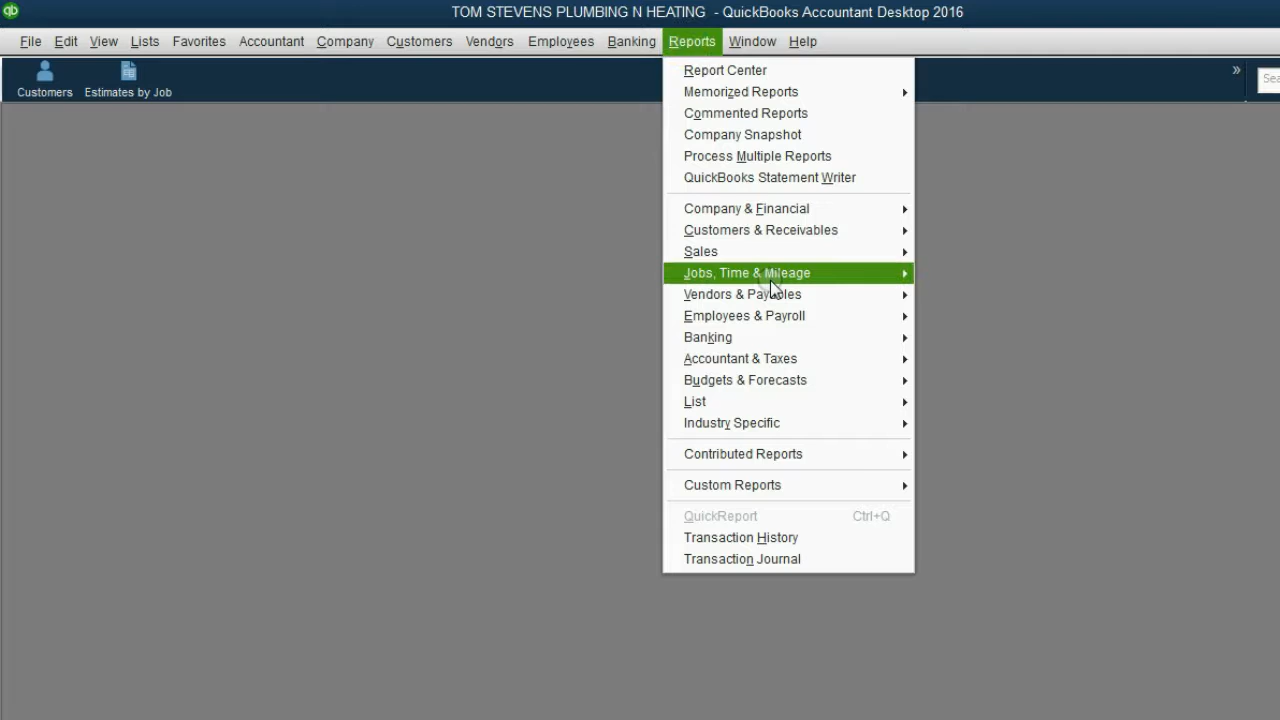 qb
TOM STEVENS PLUMBING N HEATING - QuickBooks Accountant Desktop 2016
File Edit View Lists Favorites Accountant Company Customers Vendors Employees Banking Reports Window Help
Customers Estimates by Job » Sea
Report Center
Memorized Reports
Commented Reports
Company Snapshot
Process Multiple Reports
QuickBooks Statement Writer
Company & Financial
Customers & Receivables
Sales
Jobs, Time & Mileage
Vendors & Payables
Employees & Payroll
Banking
Accountant & Taxes
Budgets & Forecasts
List
Industry Specific
Contributed Reports
Custom Reports
QuickReport Ctrl+Q
Transaction History
Transaction Journal